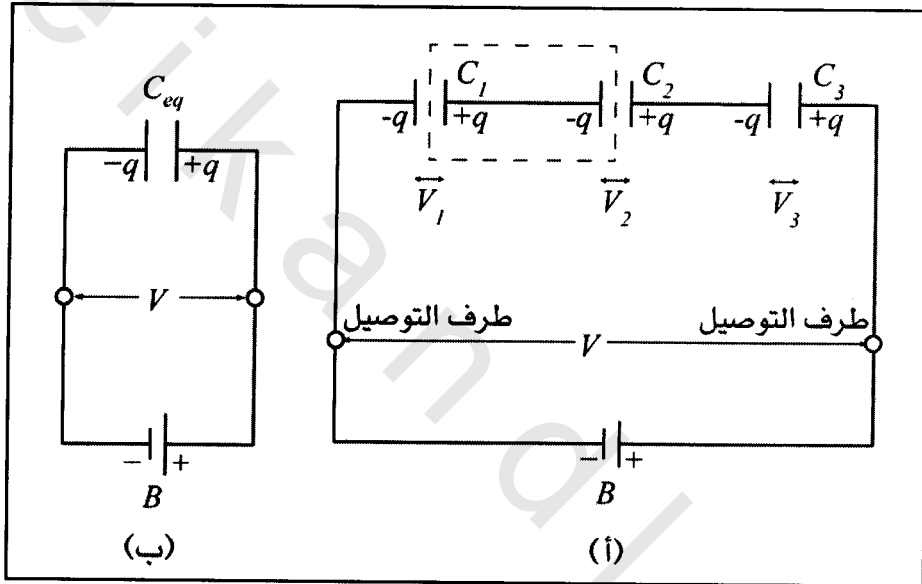 C_eq
-q +q
V
- +
B
(ب)
C_1 C_2 C_3
-q +q -q +q -q +q
V_1 V_2 V_3
طرف التوصيل طرف التوصيل
V
- +
B
(أ)